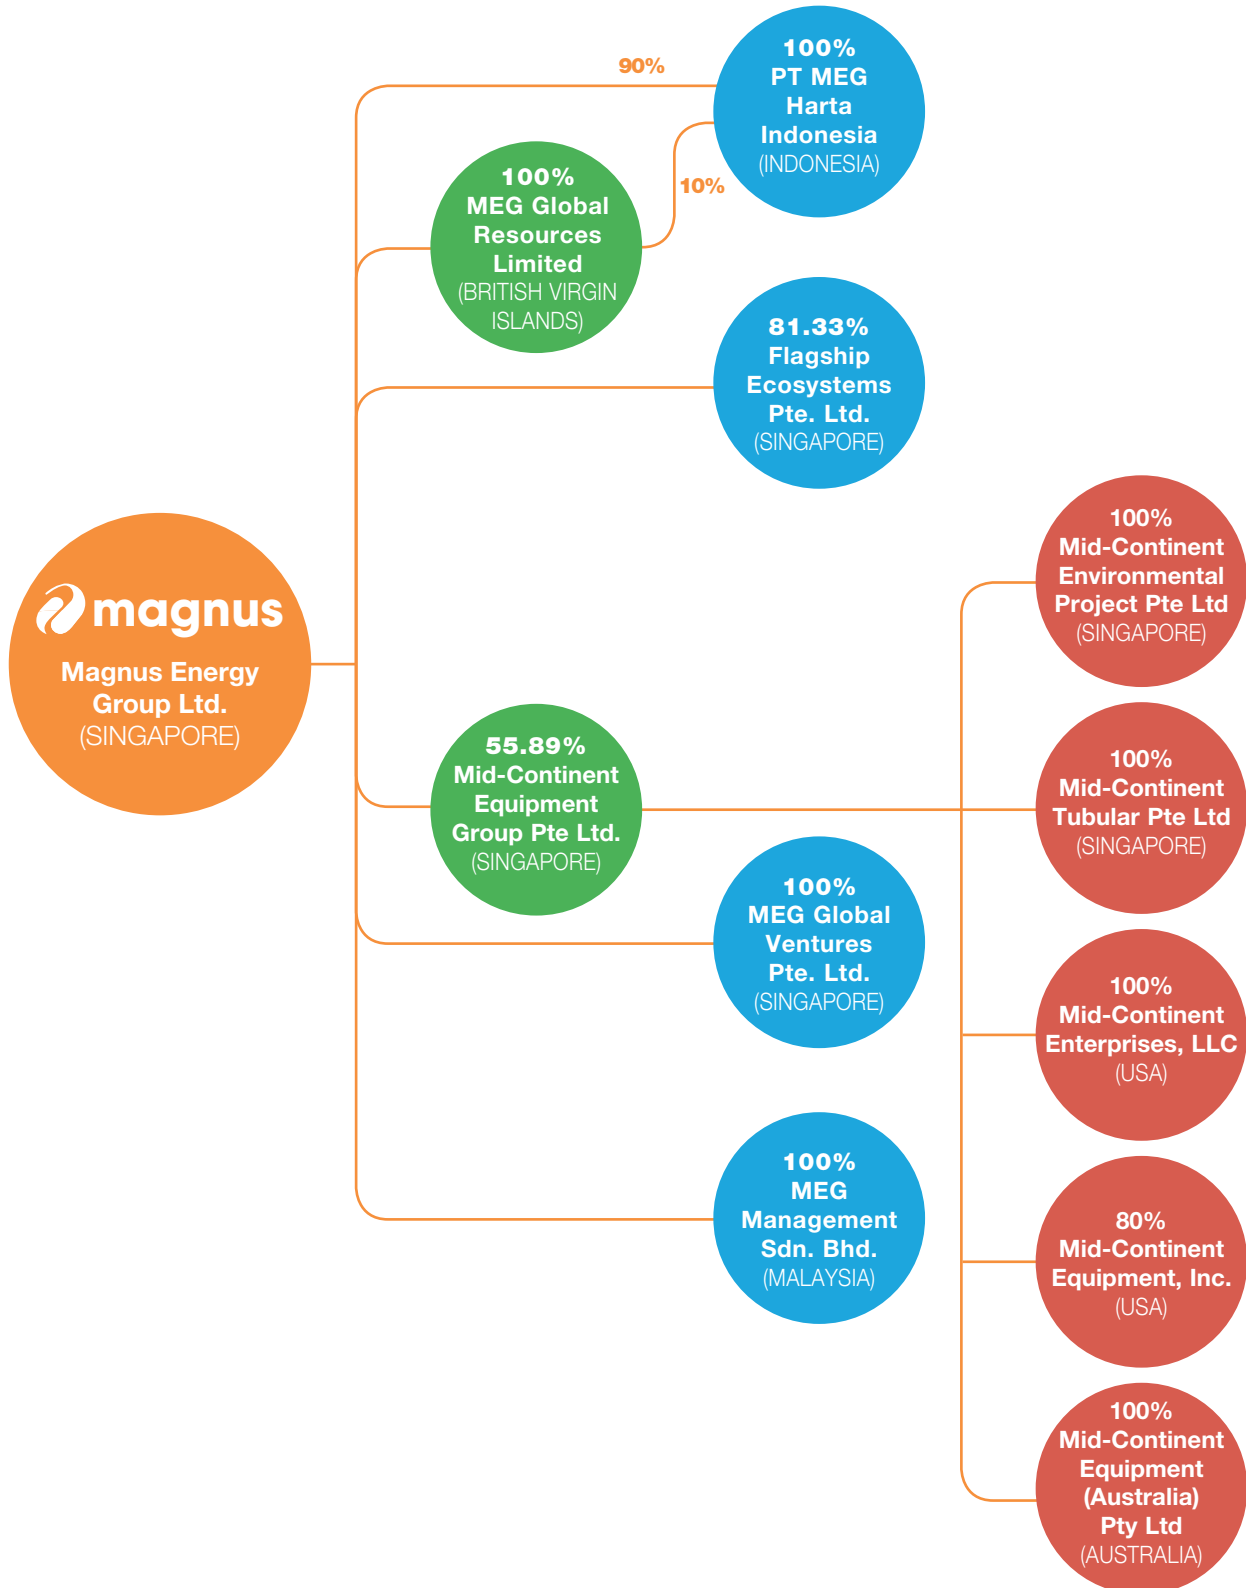 90%
100%
PT MEG
Harta
Indonesia
(INDONESIA)
10%
100%
MEG Global
Resources
Limited
(BRITISH VIRGIN
ISLANDS)
81.33%
Flagship
Ecosystems
Pte. Ltd.
(SINGAPORE)
magnus
Magnus Energy
Group Ltd.
(SINGAPORE)
55.89%
Mid-Continent
Equipment
Group Pte Ltd.
(SINGAPORE)
100%
MEG Global
Ventures
Pte. Ltd.
(SINGAPORE)
100%
MEG
Management
Sdn. Bhd.
(MALAYSIA)
100%
Mid-Continent
Environmental
Project Pte Ltd
(SINGAPORE)
100%
Mid-Continent
Tubular Pte Ltd
(SINGAPORE)
100%
Mid-Continent
Enterprises, LLC
(USA)
80%
Mid-Continent
Equipment, Inc.
(USA)
100%
Mid-Continent
Equipment
(Australia)
Pty Ltd
(AUSTRALIA)